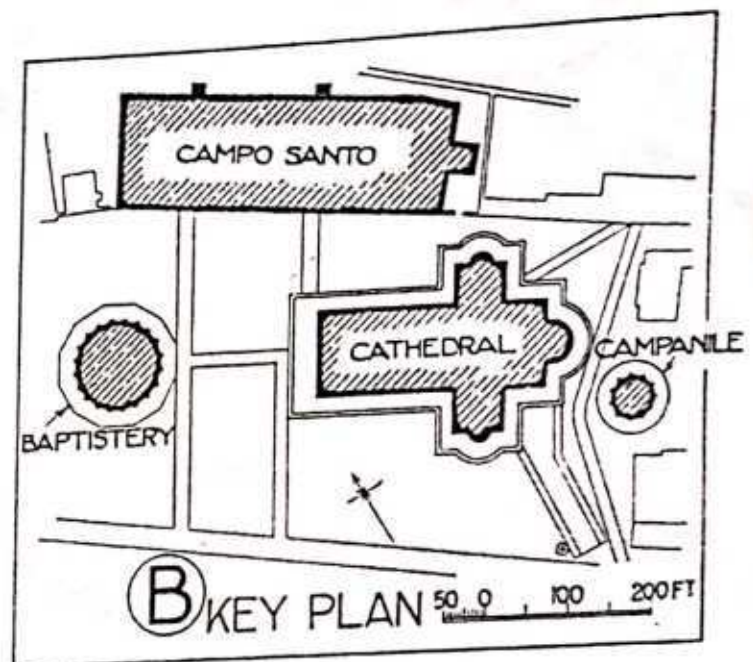 CAMPO SANTO
CATHEDRAL
CAMPANILE
BAPTISTERY
B KEY PLAN
50 0 100 200 FT